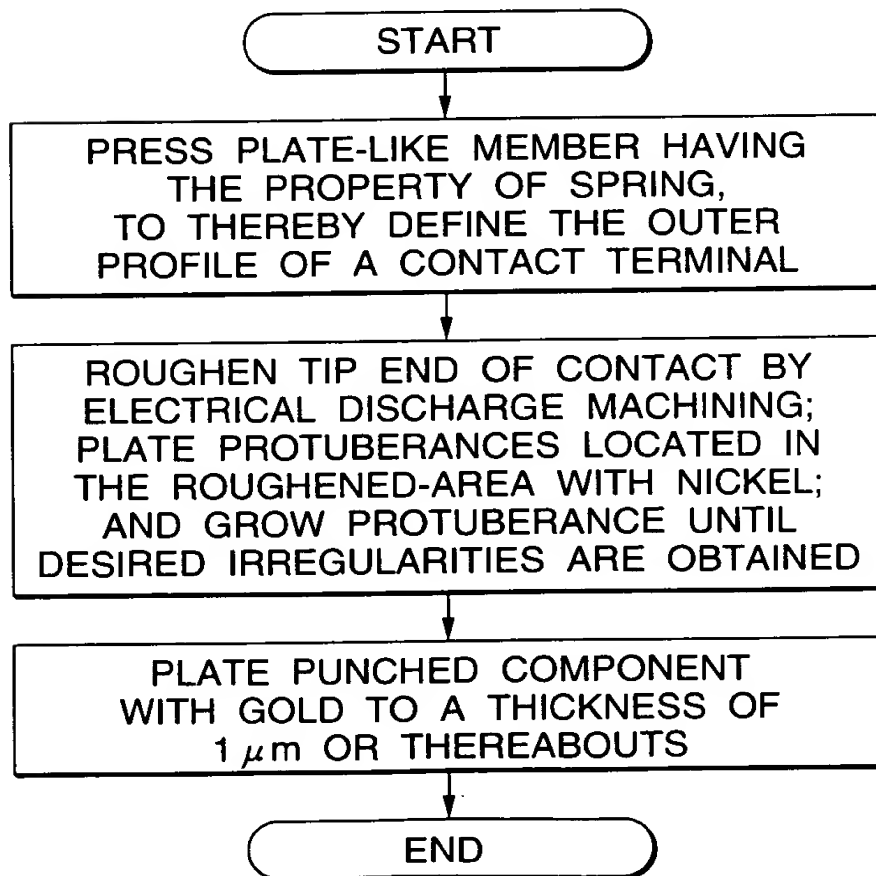 START
PRESS PLATE-LIKE MEMBER HAVING
THE PROPERTY OF SPRING,
TO THEREBY DEFINE THE OUTER
PROFILE OF A CONTACT TERMINAL
ROUGHEN TIP END OF CONTACT BY
ELECTRICAL DISCHARGE MACHINING;
PLATE PROTUBERANCES LOCATED IN
THE ROUGHENED-AREA WITH NICKEL;
AND GROW PROTUBERANCE UNTIL
DESIRED IRREGULARITIES ARE OBTAINED
PLATE PUNCHED COMPONENT
WITH GOLD TO A THICKNESS OF
1 μm OR THEREABOUTS
END